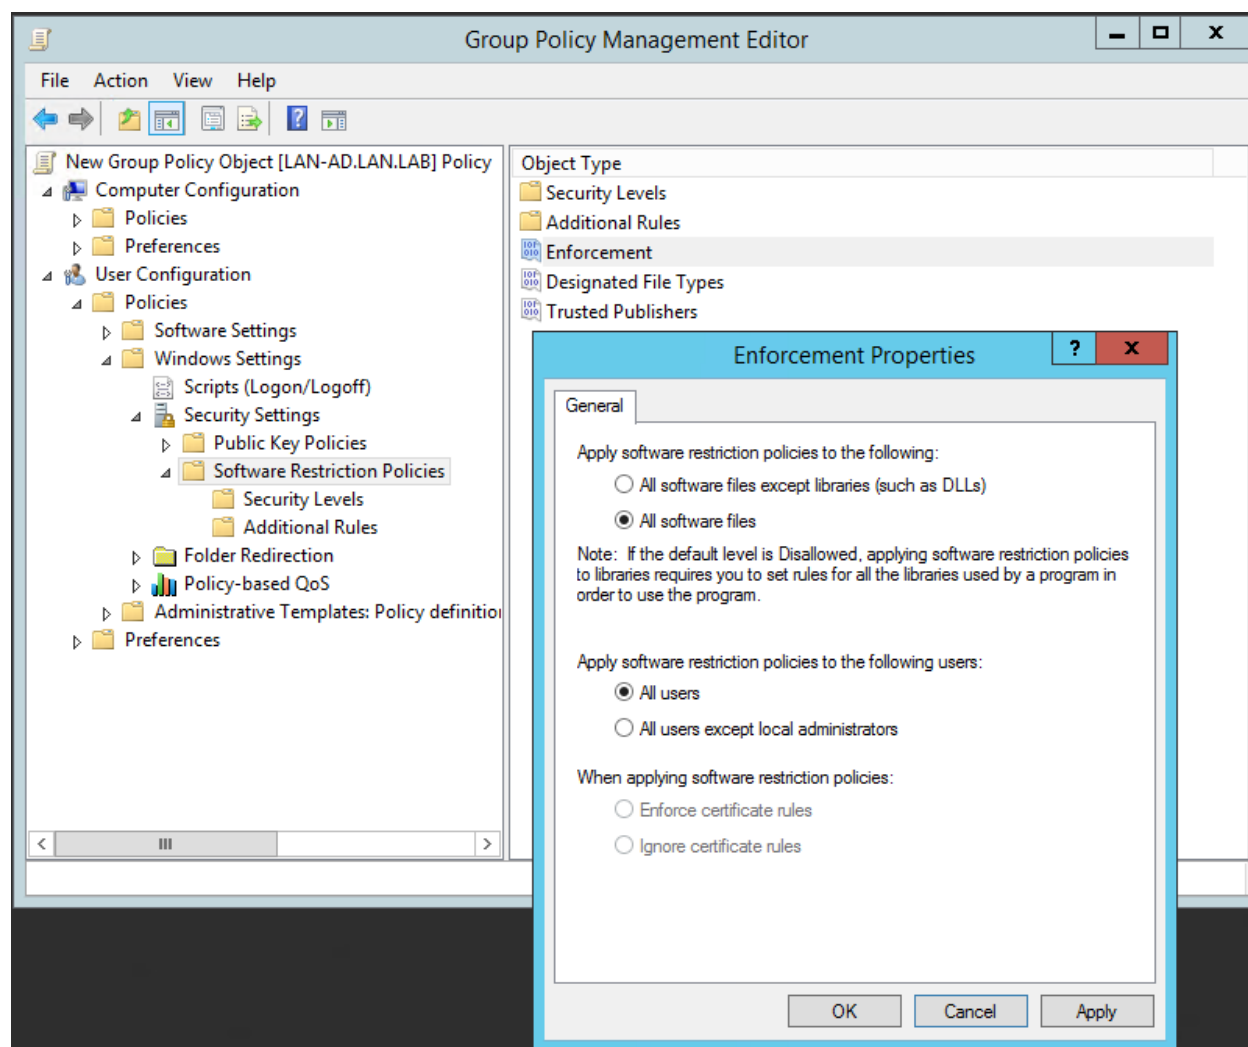 Group Policy Management Editor
File Action View Help
New Group Policy Object [LAN-AD.LAN.LAB] Policy
Computer Configuration
Policies
Preferences
User Configuration
Policies
Software Settings
Windows Settings
Scripts (Logon/Logoff)
Security Settings
Public Key Policies
Software Restriction Policies
Security Levels
Additional Rules
Folder Redirection
Policy-based QoS
Administrative Templates: Policy definitio
Preferences
Object Type
Security Levels
Additional Rules
Enforcement
Designated File Types
Trusted Publishers
Enforcement Properties
General
Apply software restriction policies to the following:
All software files except libraries (such as DLLs)
All software files
Note: If the default level is Disallowed, applying software restriction policies
to libraries requires you to set rules for all the libraries used by a program in
order to use the program.
Apply software restriction policies to the following users:
All users
All users except local administrators
When applying software restriction policies:
Enforce certificate rules
Ignore certificate rules
OK Cancel Apply